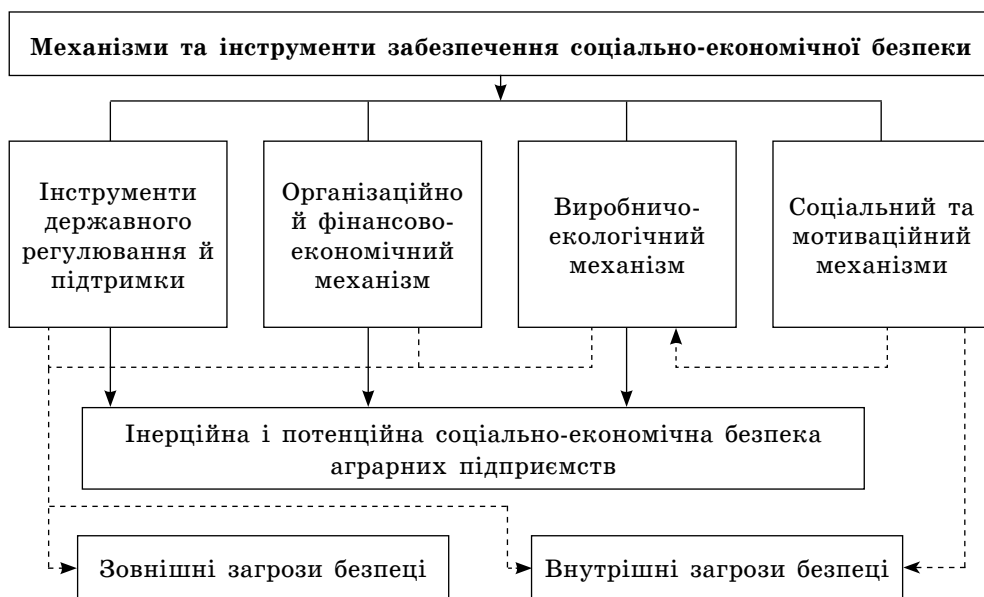 Механізми та інструменти забезпечення соціально-економічної безпеки
Інструменти
державного
регулювання й
підтримки
Організаційно
й фінансово-
економічний
механізм
Виробничо-
екологічний
механізм
Соціальний та
мотиваційний
механізми
Інерційна і потенційна соціально-економічна безпека
аграрних підприємств
Зовнішні загрози безпеці
Внутрішні загрози безпеці